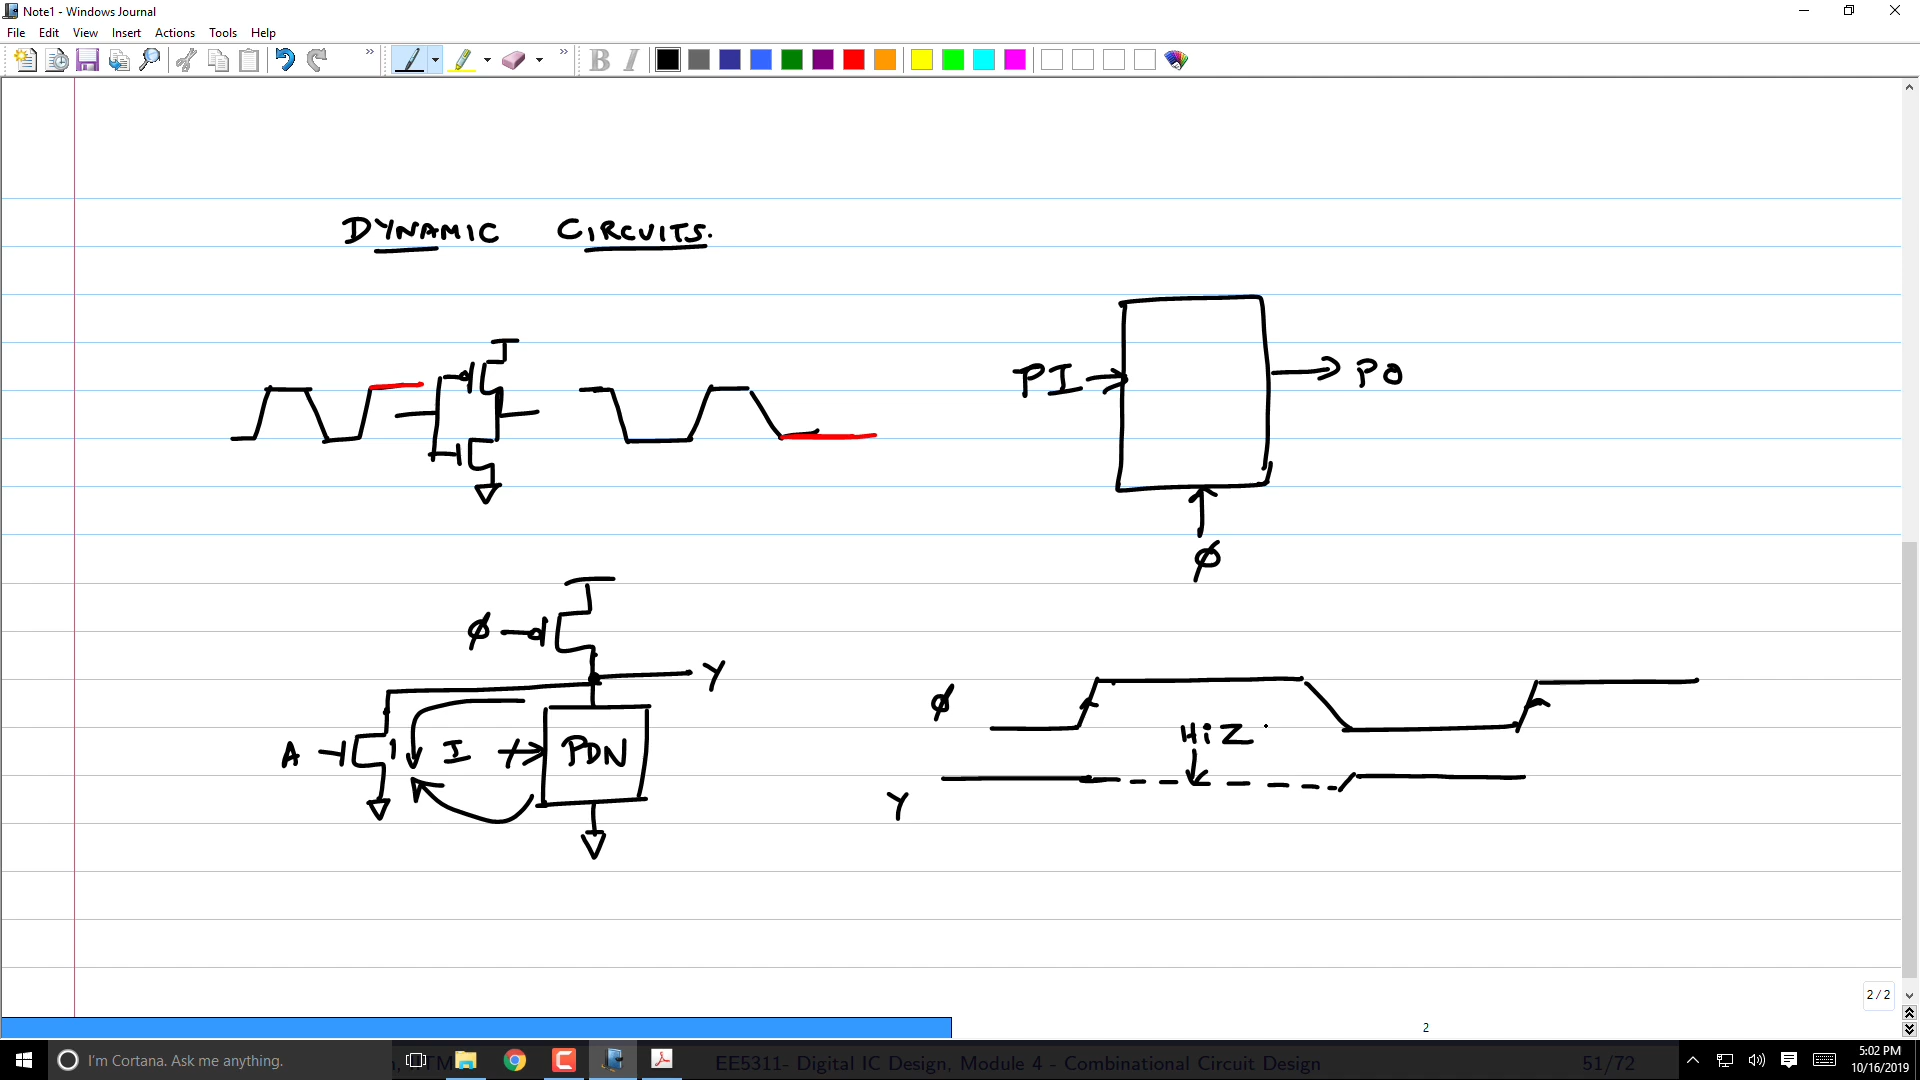 Note1 - Windows Journal
File Edit View Insert Actions Tools Help
B I
DYNAMIC CIRCUITS.
PI
PO
ϕ
ϕ
Y
A
I
PDN
ϕ
HiZ
Y
2 / 2
2
I'm Cortana. Ask me anything.
EE5311- Digital IC Design, Module 4 - Combinational Circuit Design
51/72
5:02 PM
10/16/2019